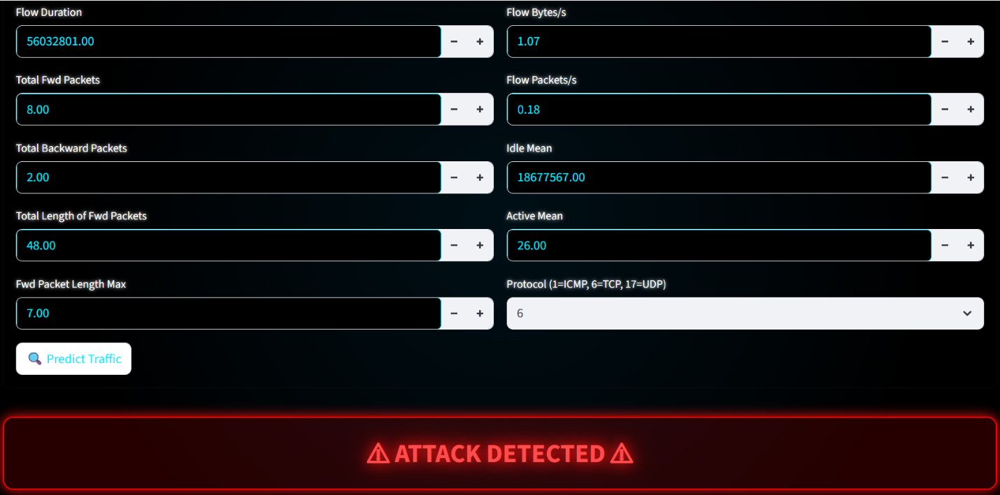 Flow Duration
56032801.00
Flow Bytes/s
1.07
Total Fwd Packets
8.00
Flow Packets/s
0.18
Total Backward Packets
2.00
Idle Mean
18677567.00
Total Length of Fwd Packets
48.00
Active Mean
26.00
Fwd Packet Length Max
7.00
Protocol (1=ICMP, 6=TCP, 17=UDP)
6
🔍 Predict Traffic
⚠ ATTACK DETECTED ⚠